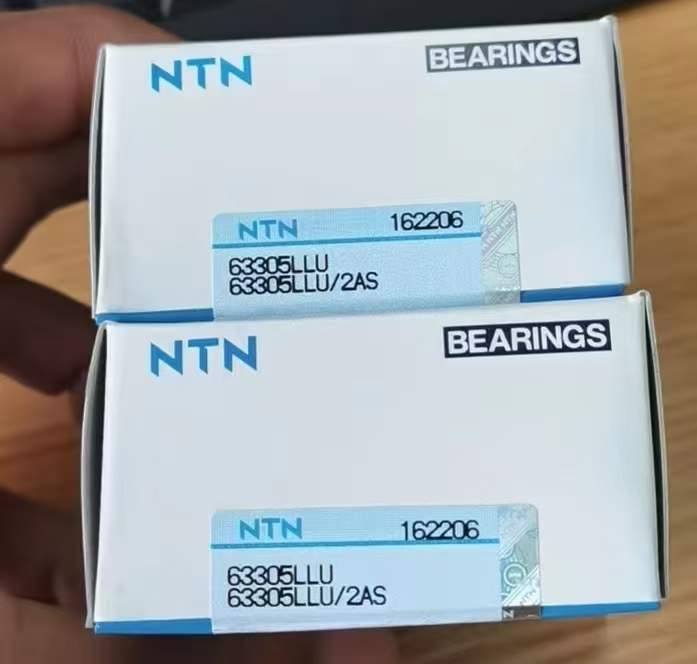 NTN BEARINGS
NTN 162206
63305LLU
63305LLU/2AS
NTN BEARINGS
NTN 162206
63305LLU
63305LLU/2AS